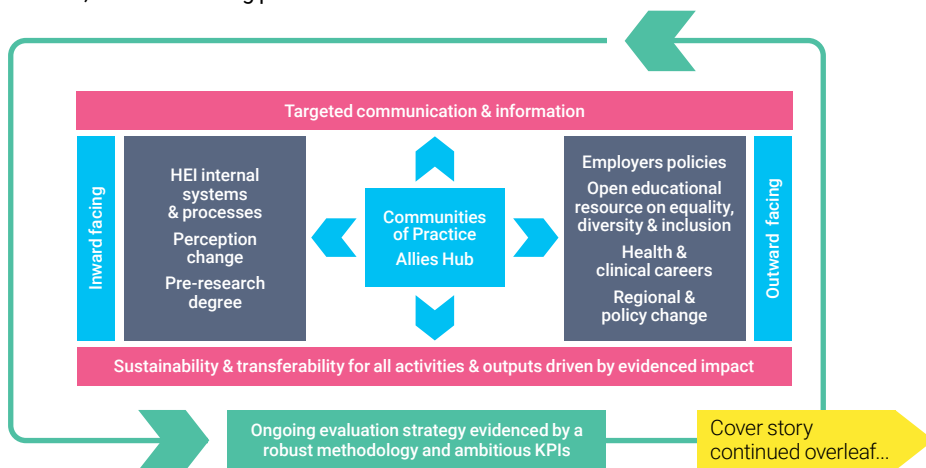 Targeted communication & information
Inward facing
HEI internal
systems
& processes
Perception
change
Pre-research
degree
Communities
of Practice
Allies Hub
Employers policies
Open educational
resource on equality,
diversity & inclusion
Health &
clinical careers
Regional &
policy change
Outward facing
Sustainability & transferability for all activities & outputs driven by evidenced impact
Ongoing evaluation strategy evidenced by a
robust methodology and ambitious KPIs
Cover story
continued overleaf...